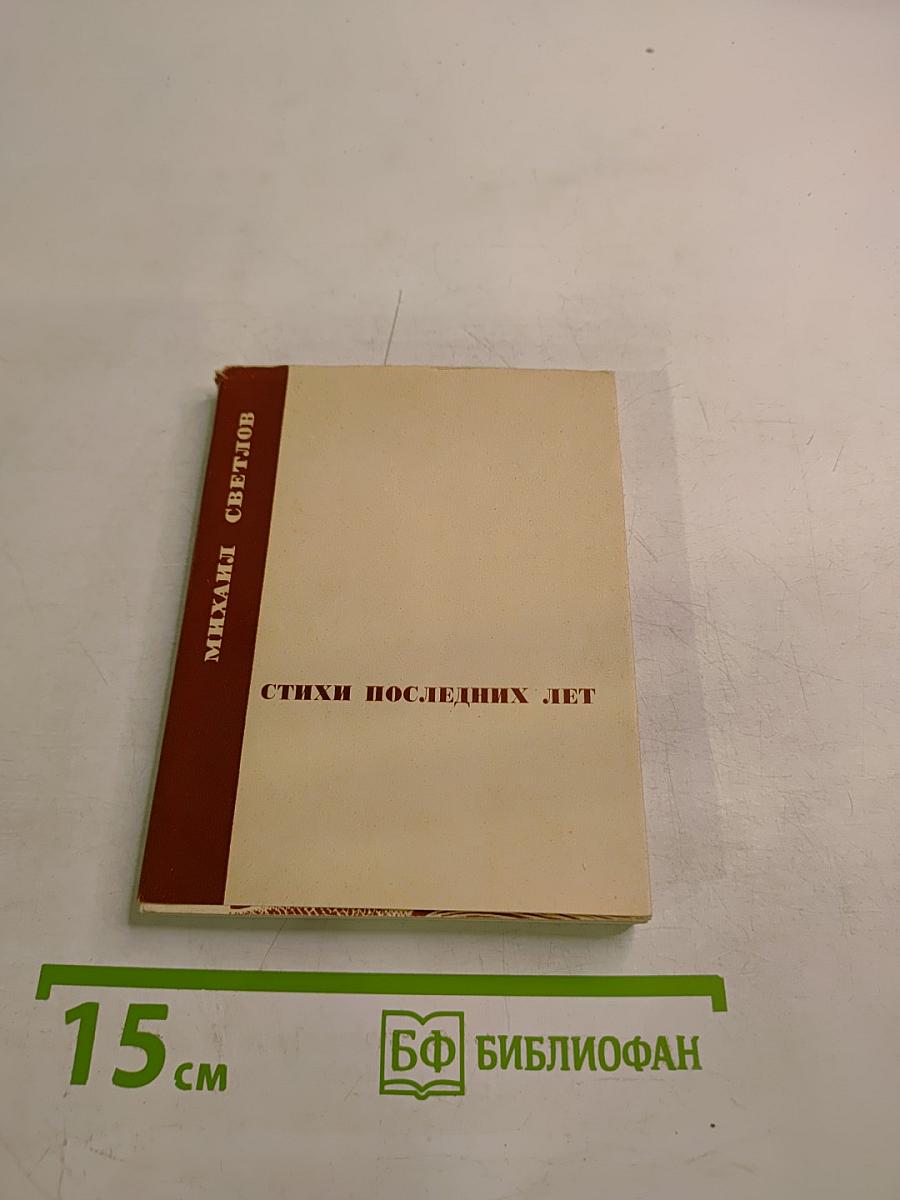 МИХАИЛ СВЕТЛОВ
СТИХИ ПОСЛЕДНИХ ЛЕТ
15 см
БФ БИБЛИОФАН